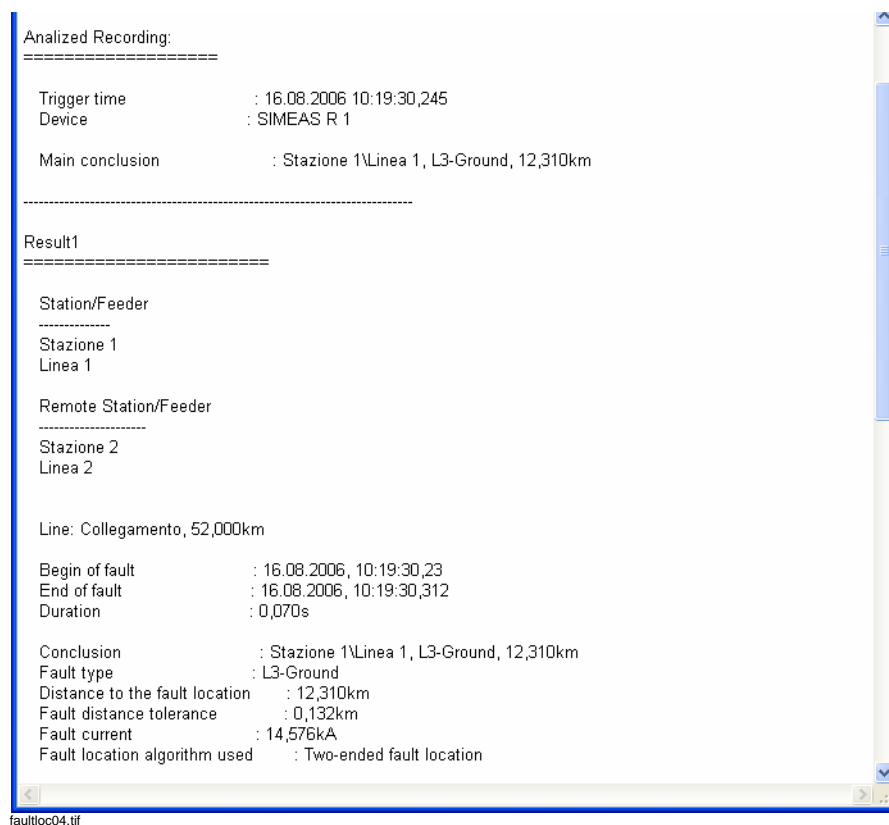 Analized Recording:
===================
Trigger time : 16.08.2006 10:19:30,245
Device : SIMEAS R 1
Main conclusion : Stazione 1\Linea 1, L3-Ground, 12,310km
----------------------------------------------------------------------------
Result1
========================
Station/Feeder
--------------
Stazione 1
Linea 1
Remote Station/Feeder
---------------------
Stazione 2
Linea 2
Line: Collegamento, 52,000km
Begin of fault : 16.08.2006, 10:19:30,23
End of fault : 16.08.2006, 10:19:30,312
Duration : 0,070s
Conclusion : Stazione 1\Linea 1, L3-Ground, 12,310km
Fault type : L3-Ground
Distance to the fault location : 12,310km
Fault distance tolerance : 0,132km
Fault current : 14,576kA
Fault location algorithm used : Two-ended fault location
faultloc04.tif